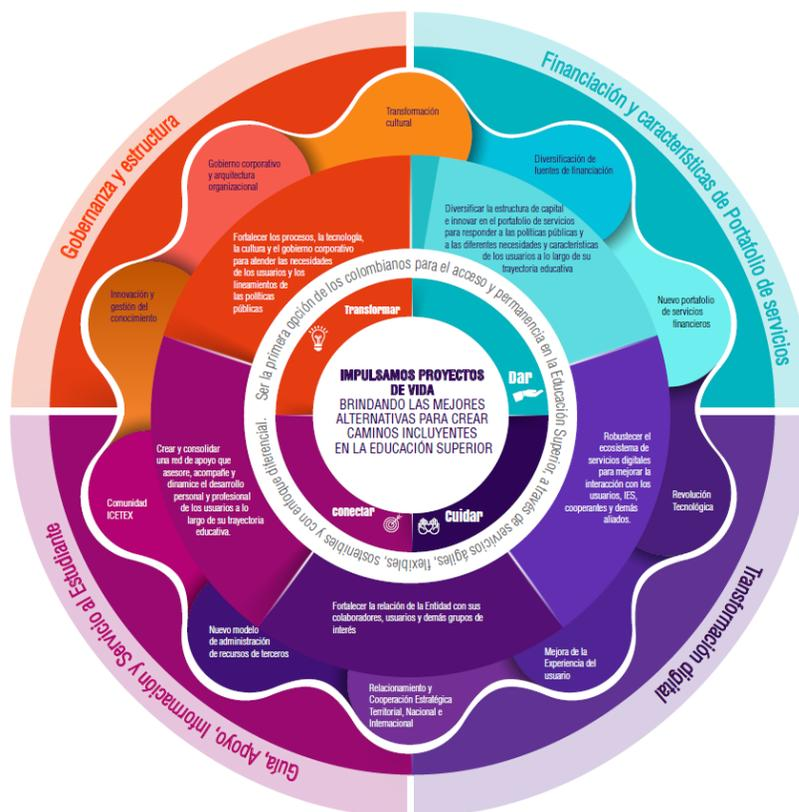 Gobernanza y estructura
Financiación y características de Portafolio de servicios
Transformación
cultural
Gobierno corporativo
y arquitectura
organizacional
Diversificación de
fuentes de financiación
Innovación y
gestión del
conocimiento
Nuevo portafolio
de servicios
financieros
Fortalecer los procesos, la tecnología,
la cultura y el gobierno corporativo
para atender las necesidades
de los usuarios y los
lineamientos de
las políticas
públicas
Diversificar la estructura de capital
e innovar en el portafolio de servicios
para responder a las políticas públicas y
a las diferentes necesidades y características
de los usuarios a lo largo de su
trayectoria educativa
Ser la primera opción de los colombianos para el acceso y permanencia en la Educación Superior, a través de servicios ágiles, flexibles, sostenibles y con enfoque diferencial.
Transformar
Dar
IMPULSAMOS PROYECTOS
DE VIDA
BRINDANDO LAS MEJORES
ALTERNATIVAS PARA CREAR
CAMINOS INCLUYENTES
EN LA EDUCACIÓN SUPERIOR
conectar
Cuidar
Crear y consolidar
una red de apoyo que
asesore, acompañe y
dinamice el desarrollo
personal y profesional
de los usuarios a lo
largo de su trayectoria
educativa.
Robustecer el
ecosistema de
servicios digitales
para mejorar la
interacción con los
usuarios, IES,
cooperantes y demás
aliados.
Comunidad
ICETEX
Revolución
Tecnológica
Fortalecer la relación de la Entidad con sus
colaboradores, usuarios y demás grupos de
interés
Nuevo modelo
de administración
de recursos de terceros
Mejora de la
Experiencia del
usuario
Relacionamiento y
Cooperación Estratégica
Territorial, Nacional e
Internacional
Guía, Apoyo, Información y Servicio al Estudiante
Transformación digital